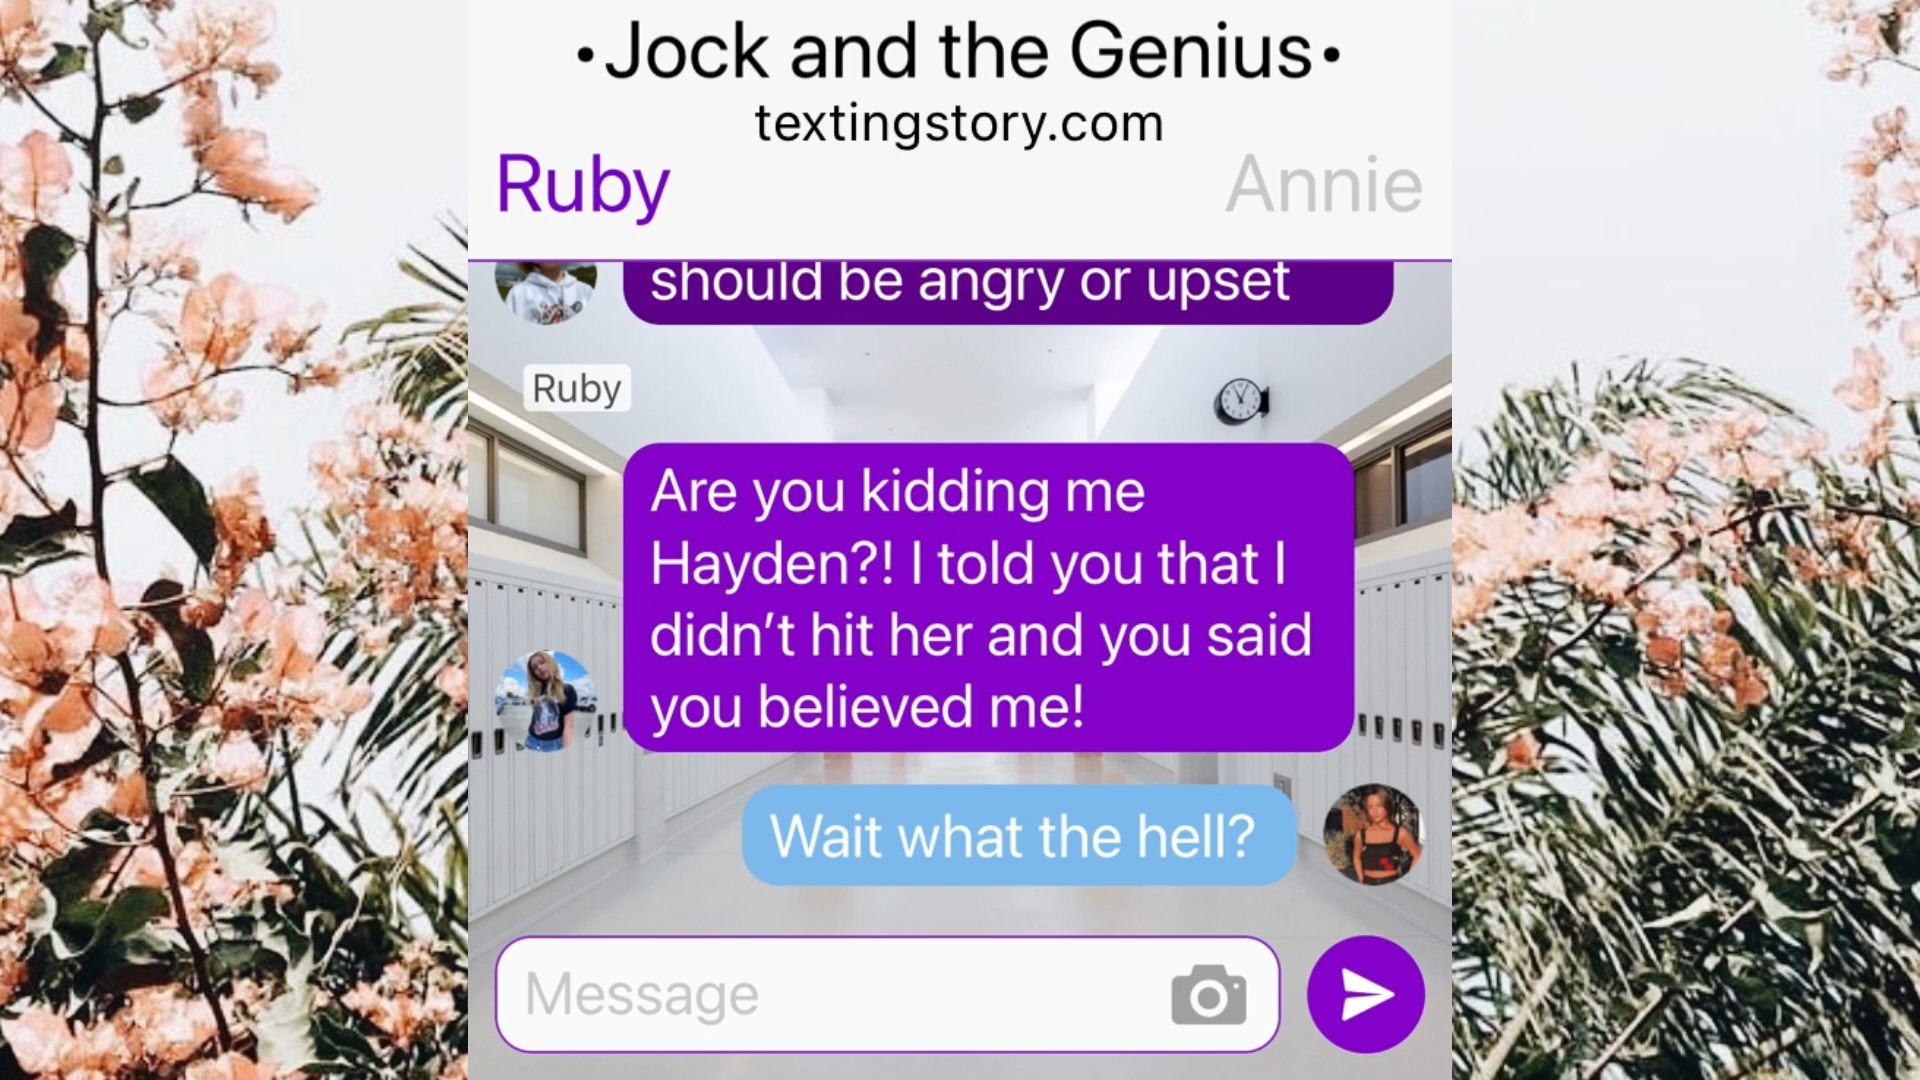 •Jock and the Genius•
textingstory.com
Ruby
Annie
should be angry or upset
Ruby
Are you kidding me
Hayden?! I told you that I
didn’t hit her and you said
you believed me!
Wait what the hell?
Message